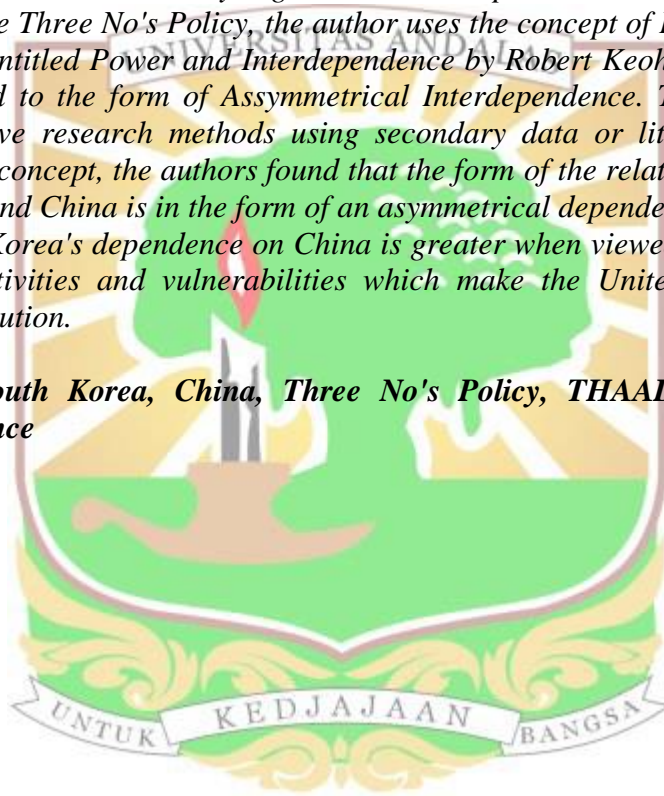 e Three No's Policy, the author uses the concept of
UNIVERSITAS ANDALAS
ntitled Power and Interdependence by Robert Keoh
d to the form of Assymmetrical Interdependence. T
ve research methods using secondary data or lit
concept, the authors found that the form of the relat
nd China is in the form of an asymmetrical depende
Korea's dependence on China is greater when viewe
tivities and vulnerabilities which make the Unite
ution.
outh Korea, China, Three No's Policy, THAA
nce
UNTUK KEDJAJAAN BANGSA